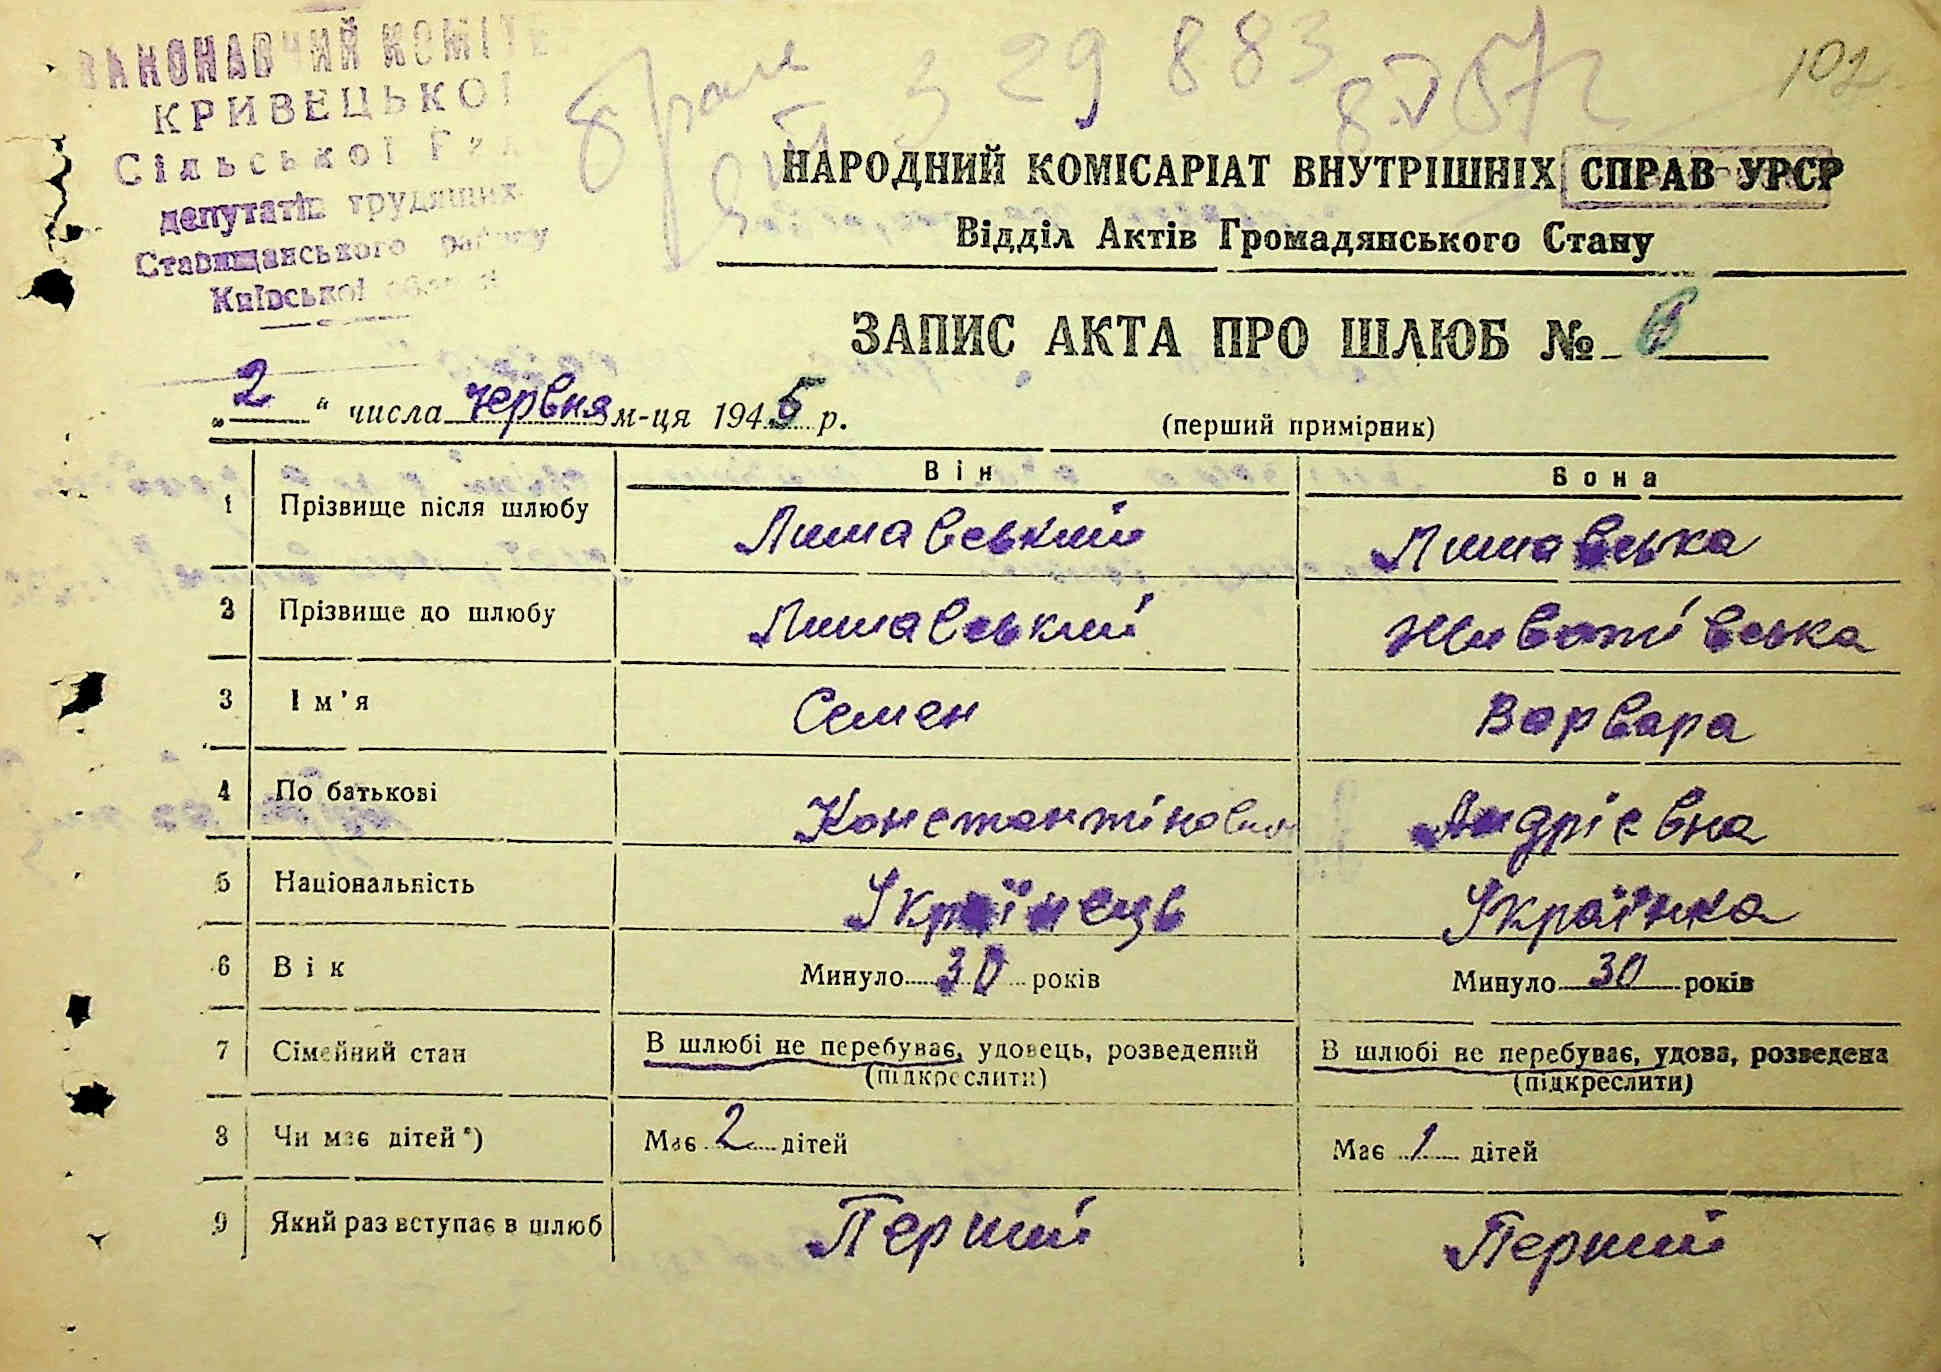 ВИКОНАВЧИЙ КОМІТЕ
КРИВЕЦЬКОЇ
Сільської Ради
депутатів трудящих
Ставищанського району
Київської області
102
29 883
НАРОДНИЙ КОМІСАРІАТ ВНУТРІШНІХ СПРАВ УРСР
Відділ Актів Громадянського Стану
ЗАПИС АКТА ПРО ШЛЮБ № 6
„2“ числа червня м-ця 1945 р.
(перший примірник)
Він Вона
1 Прізвище після шлюбу Лишавський Лишавська
2 Прізвище до шлюбу Лишавський Животівська
3 Ім'я Семен Варвара
4 По батькові Константінович Андрієвна
5 Національність Українець Українка
6 Вік Минуло 30 років Минуло 30 років
7 Сімейний стан В шлюбі не перебуває, удовець, розведений В шлюбі не перебуває, удова, розведена
(підкреслити) (підкреслити)
8 Чи має дітей*) Має 2 дітей Має 1 дітей
9 Який раз вступає в шлюб Перший Перший